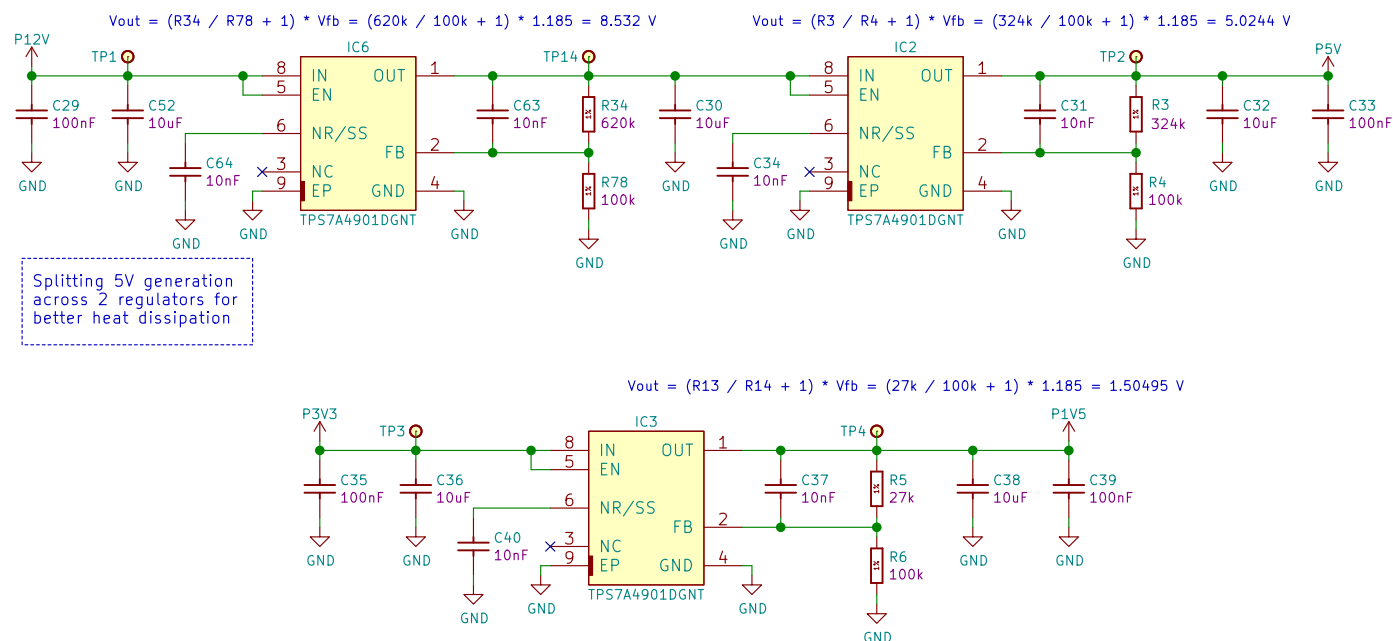 Vout = (R34 / R78 + 1) * Vfb = (620k / 100k + 1) * 1.185 = 8.532 V
Vout = (R3 / R4 + 1) * Vfb = (324k / 100k + 1) * 1.185 = 5.0244 V
P12V
TP1
IC6
TP14
IC2
TP2
P5V
8 IN OUT 1
5 EN
C29
100nF
C52
10uF
6 NR/SS
C63
10nF
1%
R34
620k
C30
10uF
FB 2
C64
10nF
3 NC
9 EP
GND 4
1%
R78
100k
TPS7A4901DGNT
GND
GND
GND
GND
GND
GND
GND
8 IN OUT 1
5 EN
6 NR/SS
C31
10nF
1%
R3
324k
C32
10uF
C33
100nF
FB 2
C34
10nF
3 NC
9 EP
GND 4
1%
R4
100k
TPS7A4901DGNT
GND
GND
GND
GND
GND
GND
Splitting 5V generation
across 2 regulators for
better heat dissipation
Vout = (R13 / R14 + 1) * Vfb = (27k / 100k + 1) * 1.185 = 1.50495 V
P3V3
TP3
IC3
TP4
P1V5
8 IN OUT 1
5 EN
C35
100nF
C36
10uF
6 NR/SS
C37
10nF
1%
R5
27k
C38
10uF
C39
100nF
FB 2
C40
10nF
3 NC
9 EP
GND 4
1%
R6
100k
TPS7A4901DGNT
GND
GND
GND
GND
GND
GND
GND
GND